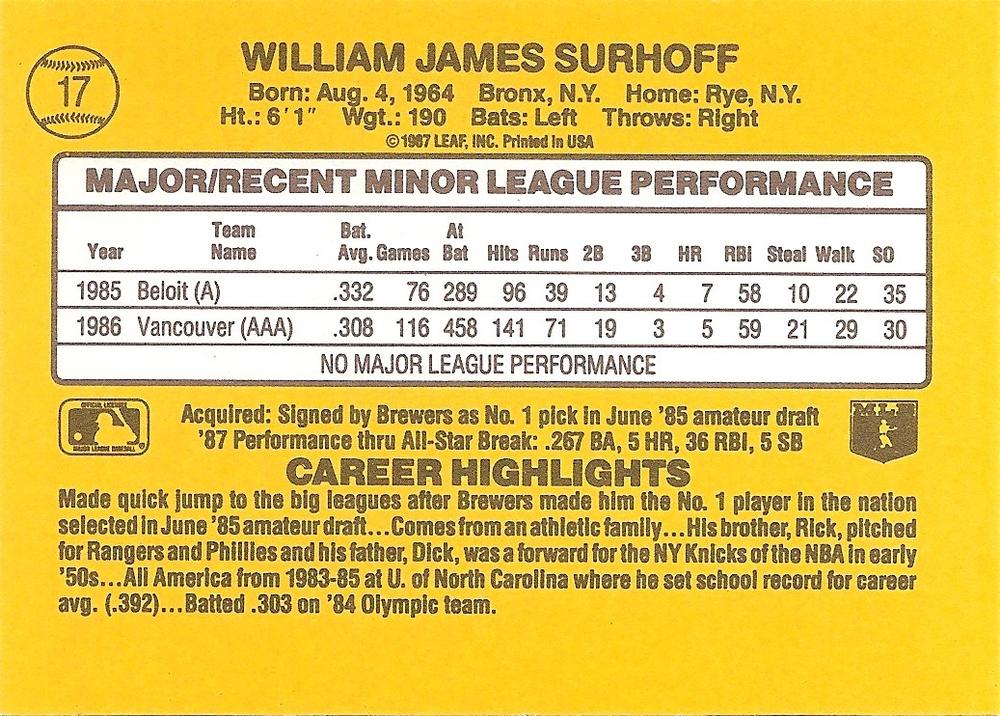 17
WILLIAM JAMES SURHOFF
Born: Aug. 4, 1964 Bronx, N.Y. Home: Rye, N.Y.
Ht.: 6'1" Wgt.: 190 Bats: Left Throws: Right
©1987 LEAF, INC. Printed in USA
MAJOR/RECENT MINOR LEAGUE PERFORMANCE
Year Team Name Bat. Avg. Games At Bat Hits Runs 2B 3B HR RBI Steal Walk SO
1985 Beloit (A) .332 76 289 96 39 13 4 7 58 10 22 35
1986 Vancouver (AAA) .308 116 458 141 71 19 3 5 59 21 29 30
NO MAJOR LEAGUE PERFORMANCE
OFFICIAL LICENSEE
MAJOR LEAGUE BASEBALL
MLB
Acquired: Signed by Brewers as No. 1 pick in June '85 amateur draft
'87 Performance thru All-Star Break: .267 BA, 5 HR, 36 RBI, 5 SB
CAREER HIGHLIGHTS
Made quick jump to the big leagues after Brewers made him the No. 1 player in the nation
selected in June '85 amateur draft...Comes from an athletic family...His brother, Rick, pitched
for Rangers and Phillies and his father, Dick, was a forward for the NY Knicks of the NBA in early
'50s...All America from 1983-85 at U. of North Carolina where he set school record for career
avg. (.392)...Batted .303 on '84 Olympic team.